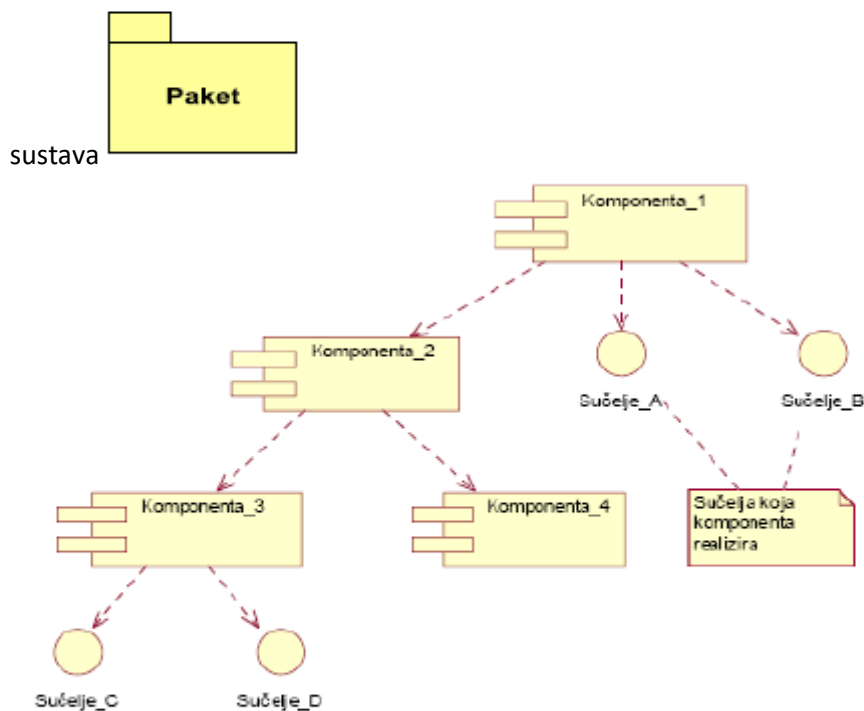 Paket
sustava
Komponenta_1
Komponenta_2
Sučelje_A
Sučelje_B
Komponenta_3
Komponenta_4
Sučelja koja
komponenta
realizira
Sučelje_C
Sučelje_D